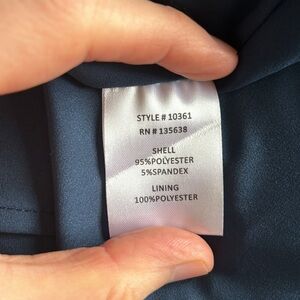 STYLE # 10361
RN # 135638
SHELL
95%POLYESTER
5%SPANDEX
LINING
100%POLYESTER